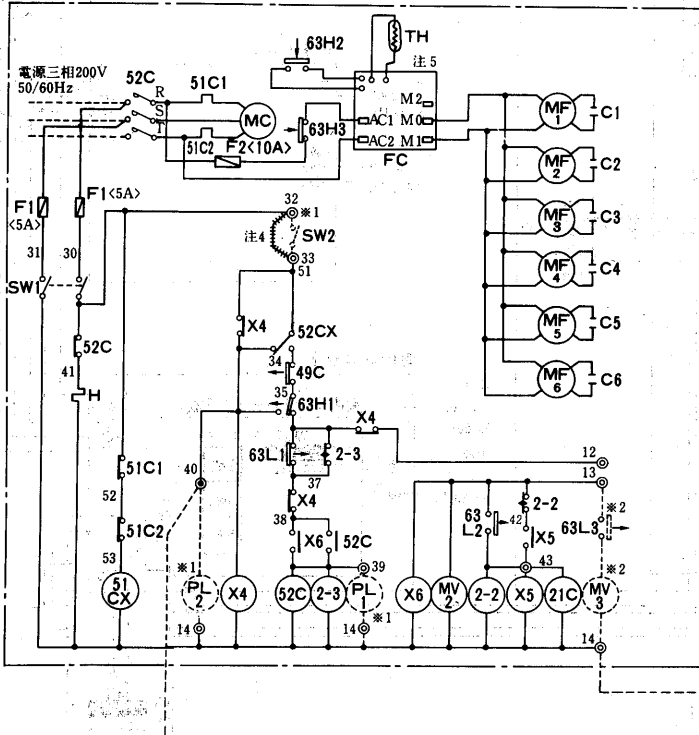 電源三相200V
50/60Hz
52C
R
S
T
51C1
51C2
MC
F2<10A>
63H2
63H3
TH
注5
AC1
AC2
M2
M0
M1
FC
MF
1
C1
MF
2
C2
MF
3
C3
MF
4
C4
MF
5
C5
MF
6
C6
F1
<5A>
F1<5A>
31
30
SW1
52C
41
H
32
※1
注4
SW2
33
51
X4
52CX
34
49C
35
63H1
X4
63L1
2-3
37
X4
38
X6
52C
39
40
51C1
52
51C2
53
51
CX
※1
PL
2
14
X4
52C
2-3
PL
1
14
※1
12
13
63
L2
42
2-2
X5
43
63L3
※2
※2
X6
MV
2
2-2
X5
21C
MV
3
14